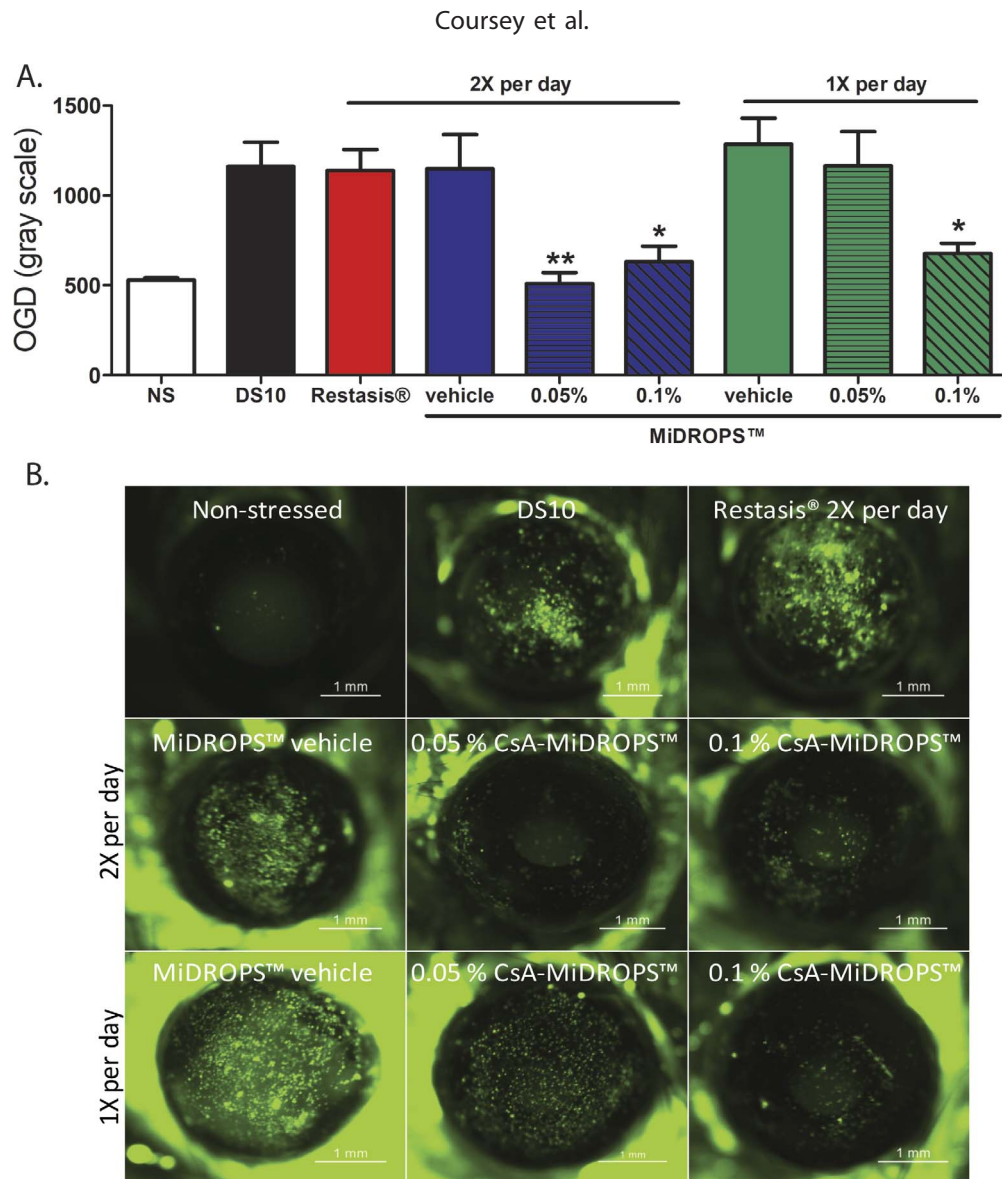 Coursey et al.
A.
2X per day
1X per day
OGD (gray scale)
1500
1000
500
0
**
*
*
NS DS10 Restasis® vehicle 0.05% 0.1% vehicle 0.05% 0.1%
MiDROPS™
B.
Non-stressed
DS10
Restasis® 2X per day
1 mm
1 mm
1 mm
2X per day
MiDROPS™ vehicle
0.05 % CsA-MiDROPS™
0.1 % CsA-MiDROPS™
1 mm
1 mm
1 mm
1X per day
MiDROPS™ vehicle
0.05 % CsA-MiDROPS™
0.1 % CsA-MiDROPS™
1 mm
1 mm
1 mm